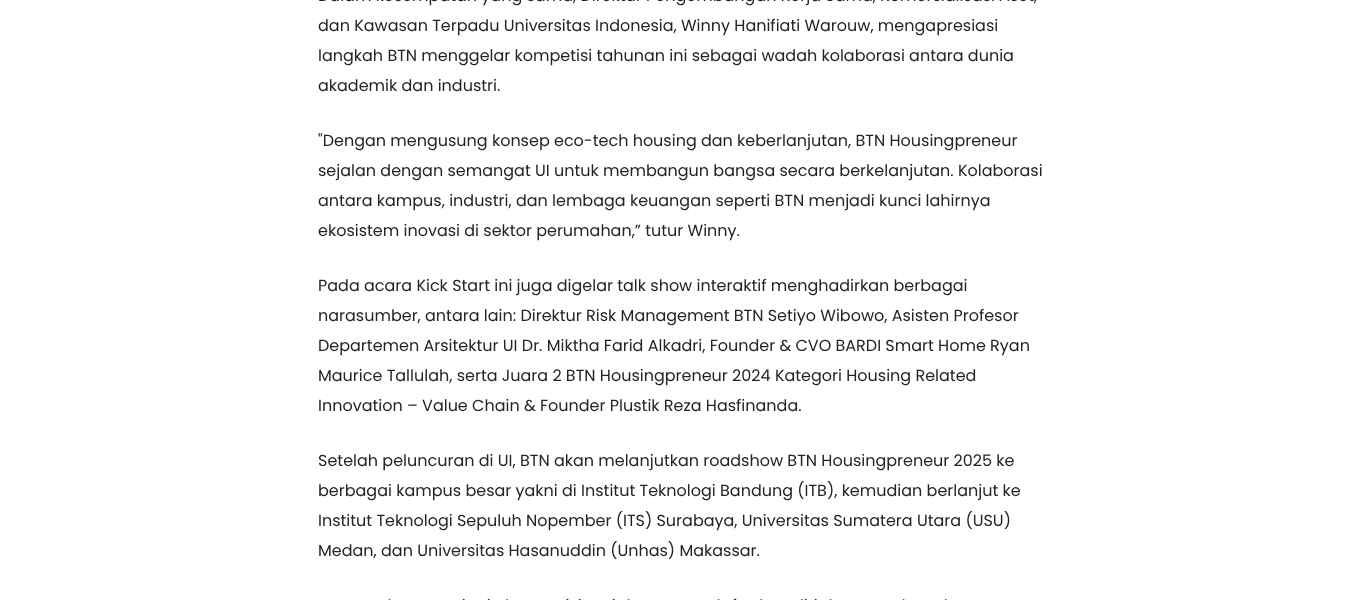 dan Kawasan Terpadu Universitas Indonesia, Winny Hanifiati Warouw, mengapresiasi
langkah BTN menggelar kompetisi tahunan ini sebagai wadah kolaborasi antara dunia
akademik dan industri.
"Dengan mengusung konsep eco-tech housing dan keberlanjutan, BTN Housingpreneur
sejalan dengan semangat UI untuk membangun bangsa secara berkelanjutan. Kolaborasi
antara kampus, industri, dan lembaga keuangan seperti BTN menjadi kunci lahirnya
ekosistem inovasi di sektor perumahan,” tutur Winny.
Pada acara Kick Start ini juga digelar talk show interaktif menghadirkan berbagai
narasumber, antara lain: Direktur Risk Management BTN Setiyo Wibowo, Asisten Profesor
Departemen Arsitektur UI Dr. Miktha Farid Alkadri, Founder & CVO BARDI Smart Home Ryan
Maurice Tallulah, serta Juara 2 BTN Housingpreneur 2024 Kategori Housing Related
Innovation – Value Chain & Founder Plustik Reza Hasfinanda.
Setelah peluncuran di UI, BTN akan melanjutkan roadshow BTN Housingpreneur 2025 ke
berbagai kampus besar yakni di Institut Teknologi Bandung (ITB), kemudian berlanjut ke
Institut Teknologi Sepuluh Nopember (ITS) Surabaya, Universitas Sumatera Utara (USU)
Medan, dan Universitas Hasanuddin (Unhas) Makassar.